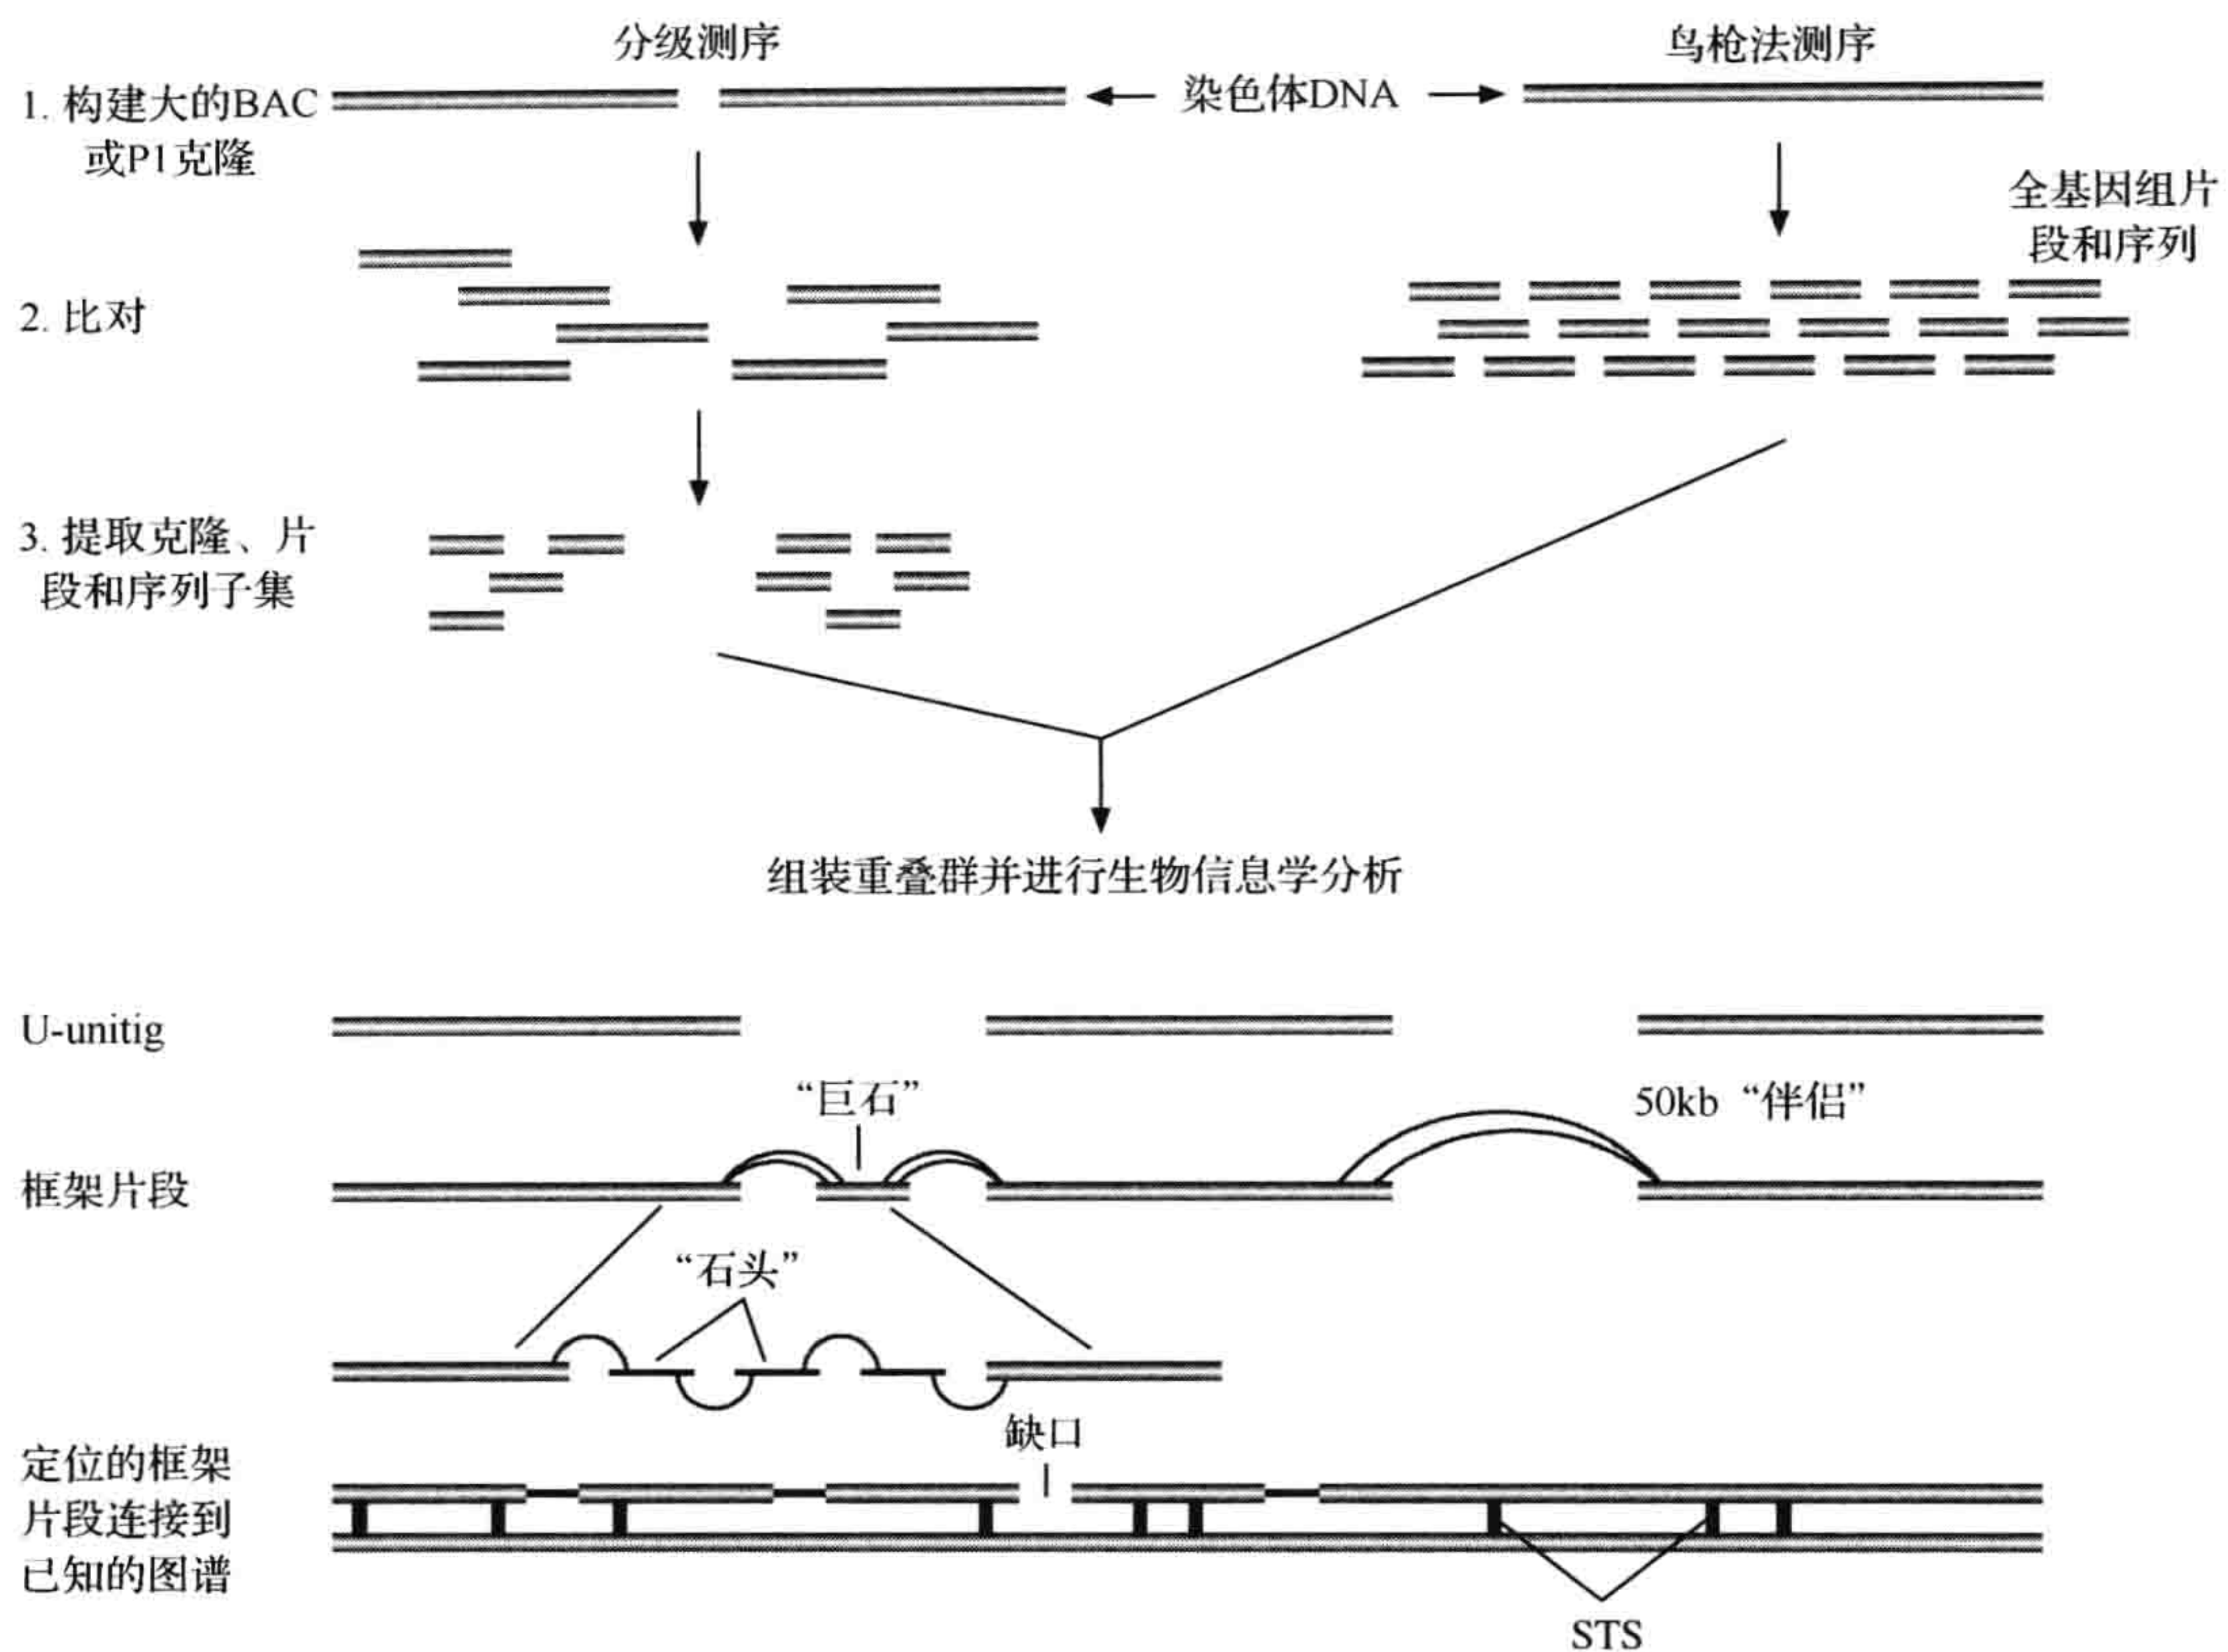 分级测序
鸟枪法测序
1. 构建大的BAC
或P1克隆
染色体DNA
全基因组片
段和序列
2. 比对
3. 提取克隆、片
段和序列子集
组装重叠群并进行生物信息学分析
U-unitig
“巨石”
50kb “伴侣”
框架片段
“石头”
缺口
定位的框架
片段连接到
已知的图谱
STS